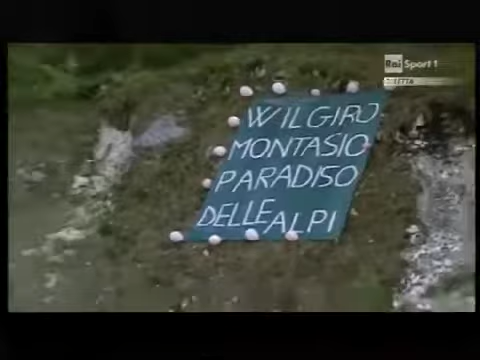 Rai Sport 1
W IL GIRO
MONTASIO
PARADISO
DELLE ALPI